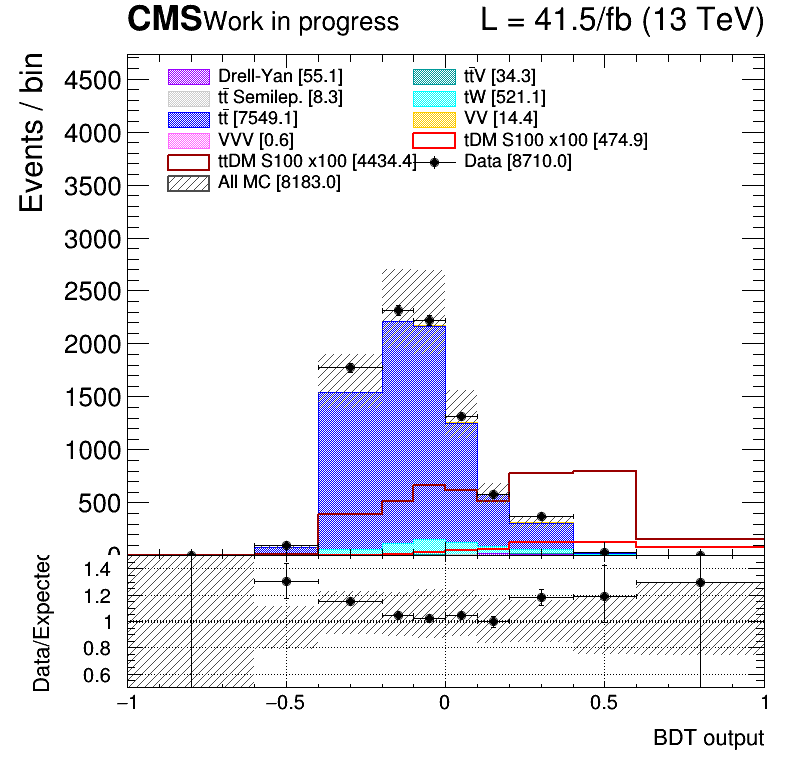 CMS Work in progress L = 41.5/fb (13 TeV)
Events / bin
4500
4000
3500
3000
2500
2000
1500
1000
500
0
Drell-Yan [55.1]
tt̄V [34.3]
tt̄ Semilep. [8.3]
tW [521.1]
tt̄ [7549.1]
VV [14.4]
VVV [0.6]
tDM S100 x100 [474.9]
ttDM S100 x100 [4434.4]
Data [8710.0]
All MC [8183.0]
Data/Expected
1.4
1.2
1
0.8
0.6
−1 −0.5 0 0.5 1
BDT output